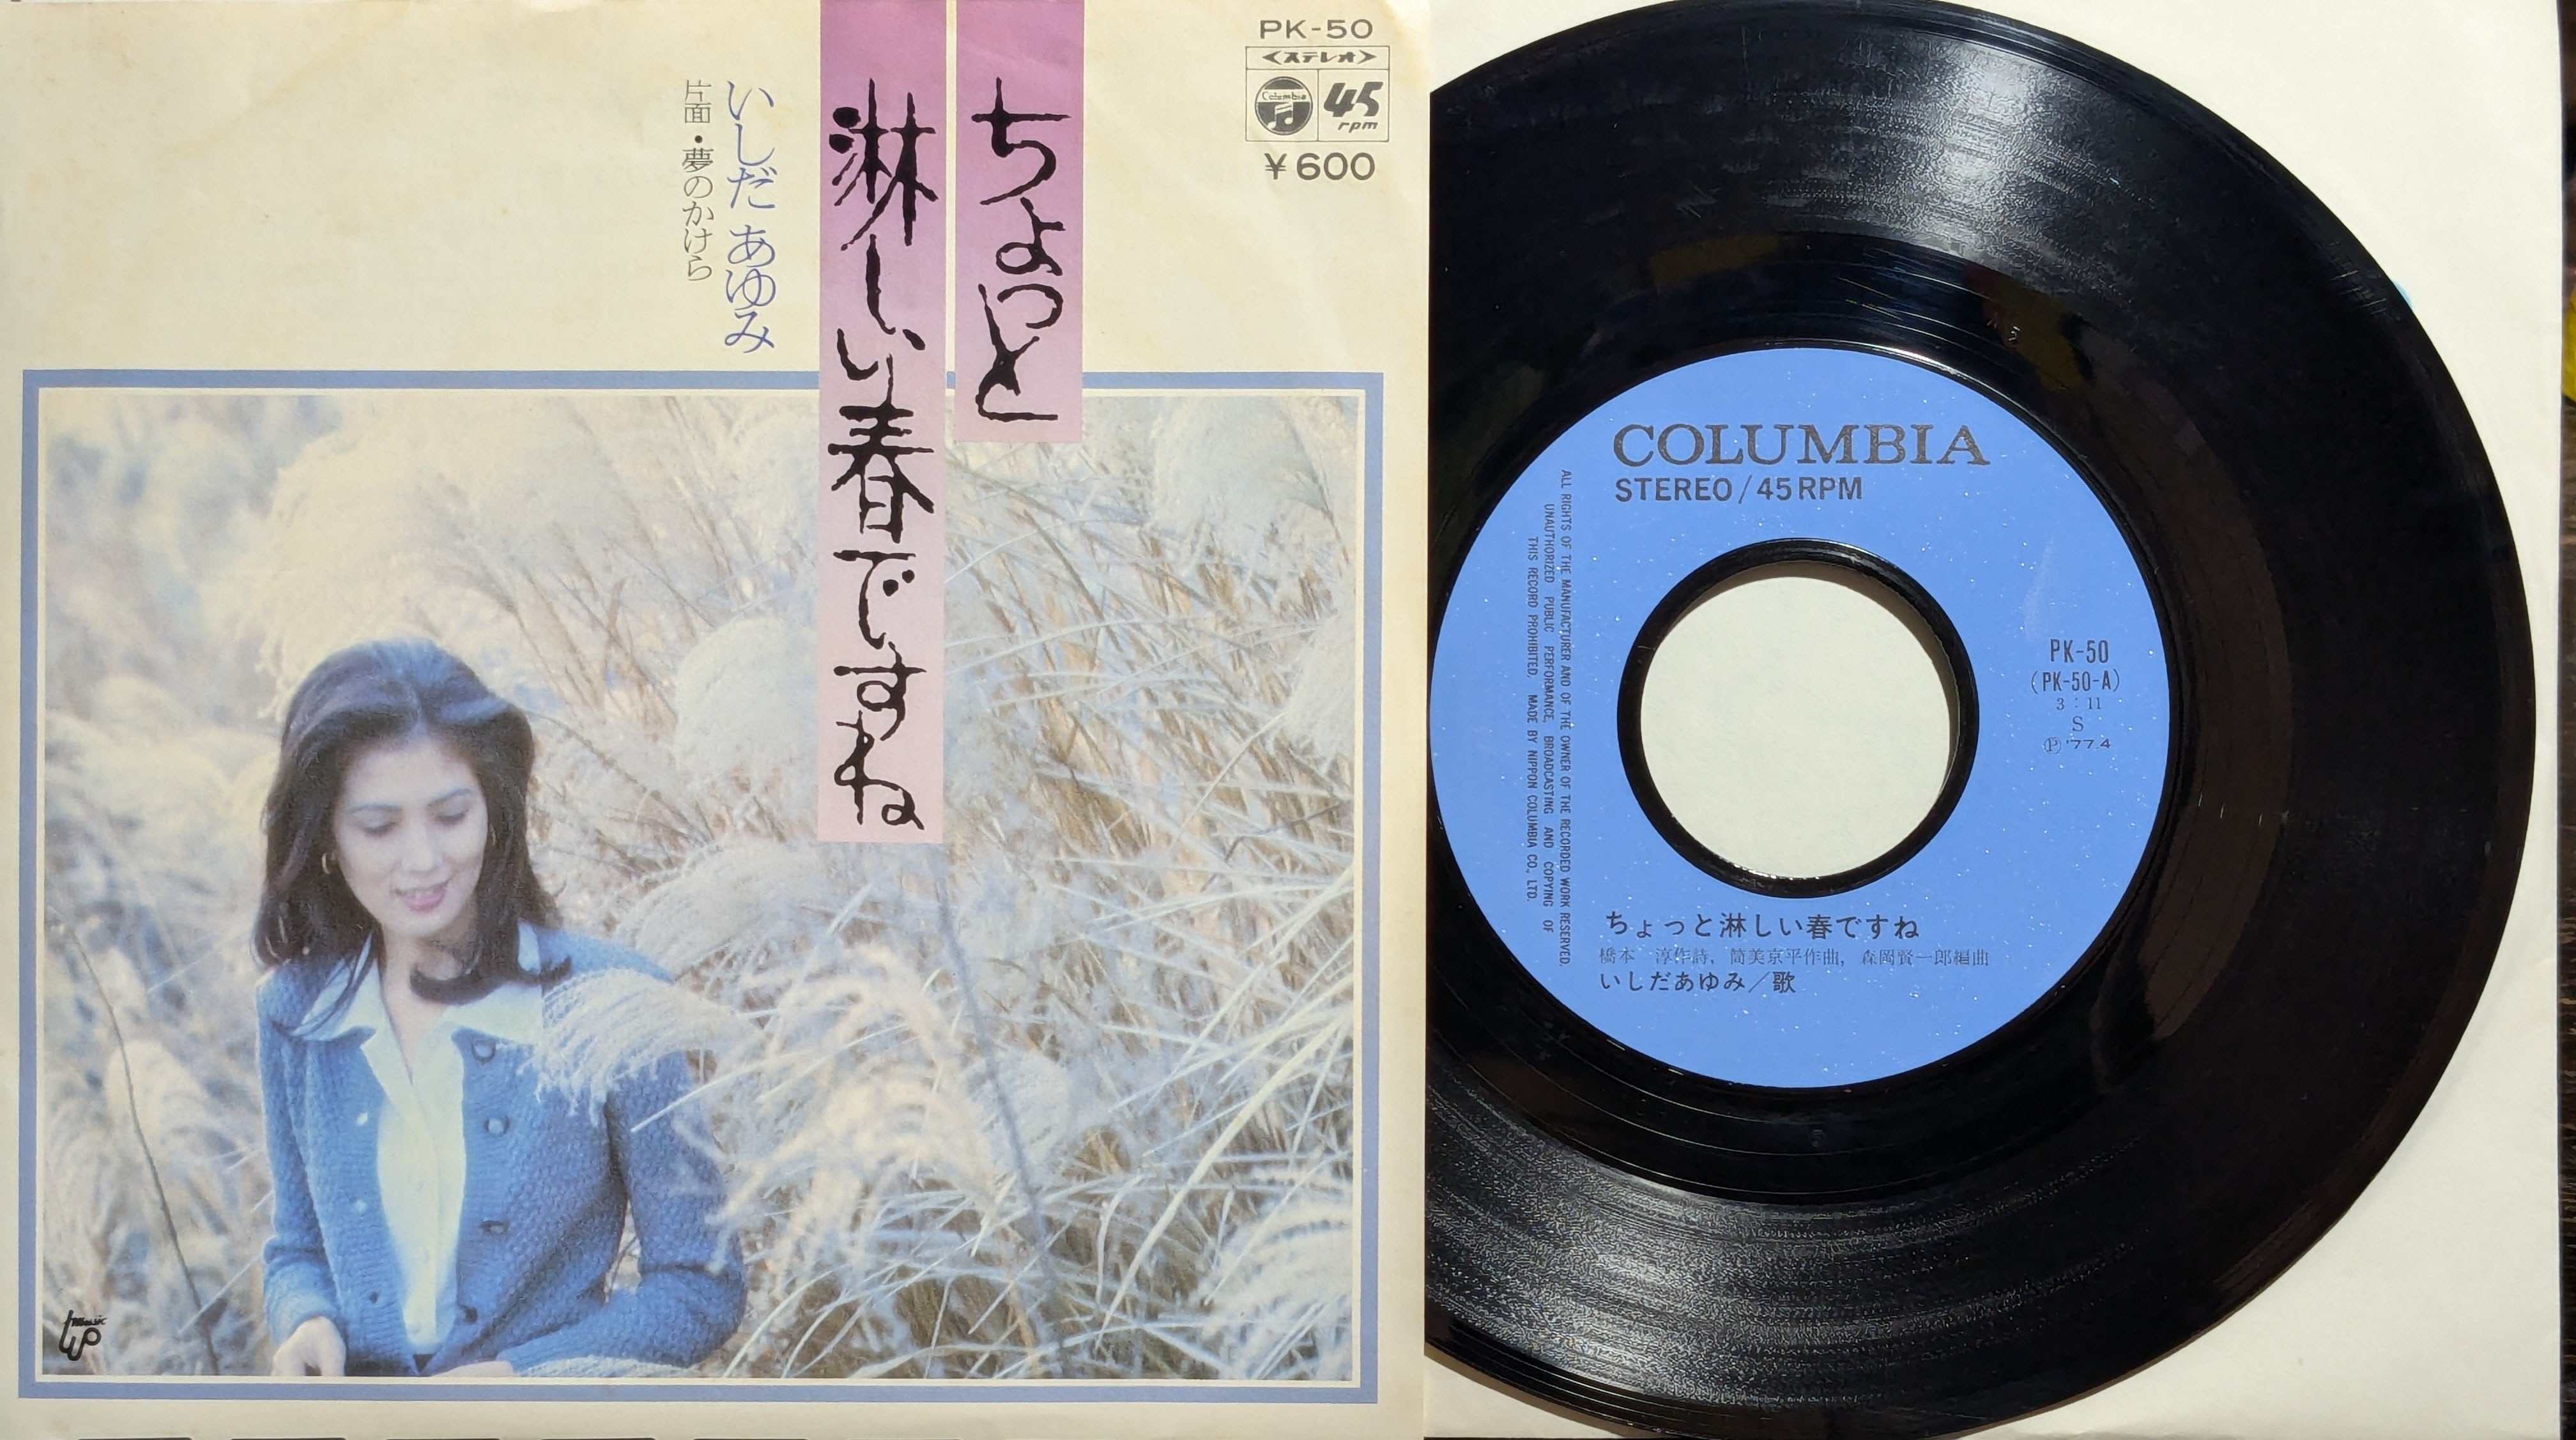 PK-50
<ステレオ>
Columbia
45
rpm
¥600
ちょっと
淋しい春ですね
いしだあゆみ
片面・夢のかけら
Music
COLUMBIA
STEREO/45RPM
ALL RIGHTS OF THE MANUFACTURER AND OF THE OWNER OF THE RECORDED WORK RESERVED.
UNAUTHORIZED PUBLIC PERFORMANCE, BROADCASTING AND COPYING OF
THIS RECORD PROHIBITED. MADE BY NIPPON COLUMBIA CO., LTD.
PK-50
(PK-50-A)
3:11
S
Ⓟ'77.4
ちょっと淋しい春ですね
橋本 淳作詩, 筒美京平作曲, 森岡賢一郎編曲
いしだあゆみ/歌